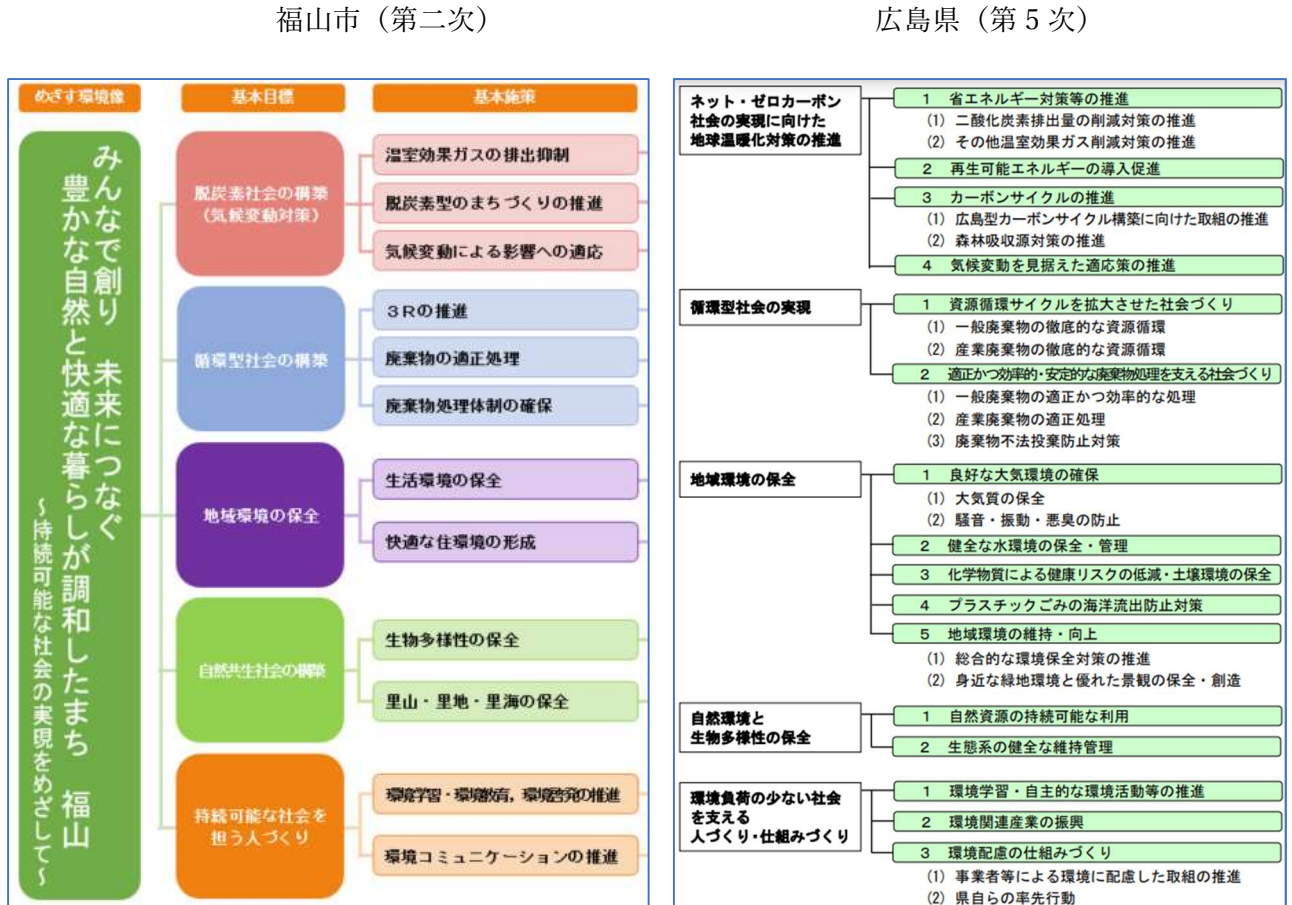 福山市（第二次）
めざす環境像
基本目標
基本施策
みんなで創り　未来につなぐ
豊かな自然と快適な暮らしが調和したまち　福山
～持続可能な社会の実現をめざして～
脱炭素社会の構築
（気候変動対策）
温室効果ガスの排出抑制
脱炭素型のまちづくりの推進
気候変動による影響への適応
循環型社会の構築
３Ｒの推進
廃棄物の適正処理
廃棄物処理体制の確保
地域環境の保全
生活環境の保全
快適な住環境の形成
自然共生社会の構築
生物多様性の保全
里山・里地・里海の保全
持続可能な社会を
担う人づくり
環境学習・環境教育，環境啓発の推進
環境コミュニケーションの推進
広島県（第５次）
ネット・ゼロカーボン
社会の実現に向けた
地球温暖化対策の推進
１　省エネルギー対策等の推進
(1) 二酸化炭素排出量の削減対策の推進
(2) その他温室効果ガス削減対策の推進
２　再生可能エネルギーの導入促進
３　カーボンサイクルの推進
(1) 広島型カーボンサイクル構築に向けた取組の推進
(2) 森林吸収源対策の推進
４　気候変動を見据えた適応策の推進
循環型社会の実現
１　資源循環サイクルを拡大させた社会づくり
(1) 一般廃棄物の徹底的な資源循環
(2) 産業廃棄物の徹底的な資源循環
２　適正かつ効率的・安定的な廃棄物処理を支える社会づくり
(1) 一般廃棄物の適正かつ効率的な処理
(2) 産業廃棄物の適正処理
(3) 廃棄物不法投棄防止対策
地域環境の保全
１　良好な大気環境の確保
(1) 大気質の保全
(2) 騒音・振動・悪臭の防止
２　健全な水環境の保全・管理
３　化学物質による健康リスクの低減・土壌環境の保全
４　プラスチックごみの海洋流出防止対策
５　地域環境の維持・向上
(1) 総合的な環境保全対策の推進
(2) 身近な緑地環境と優れた景観の保全・創造
自然環境と
生物多様性の保全
１　自然資源の持続可能な利用
２　生態系の健全な維持管理
環境負荷の少ない社会
を支える
人づくり・仕組みづくり
１　環境学習・自主的な環境活動等の推進
２　環境関連産業の振興
３　環境配慮の仕組みづくり
(1) 事業者等による環境に配慮した取組の推進
(2) 県自らの率先行動